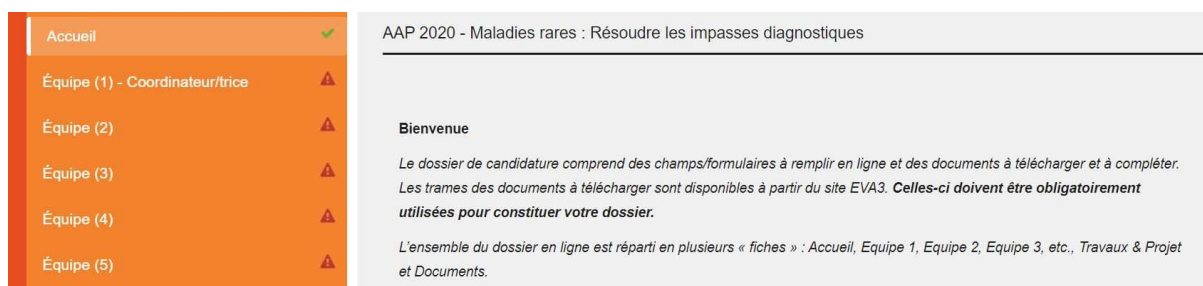 Accueil
Équipe (1) - Coordinateur/trice
Équipe (2)
Équipe (3)
Équipe (4)
Équipe (5)
AAP 2020 - Maladies rares : Résoudre les impasses diagnostiques
Bienvenue
Le dossier de candidature comprend des champs/formulaires à remplir en ligne et des documents à télécharger et à compléter.
Les trames des documents à télécharger sont disponibles à partir du site EVA3. Celles-ci doivent être obligatoirement
utilisées pour constituer votre dossier.
L'ensemble du dossier en ligne est réparti en plusieurs « fiches » : Accueil, Equipe 1, Equipe 2, Equipe 3, etc., Travaux & Projet
et Documents.